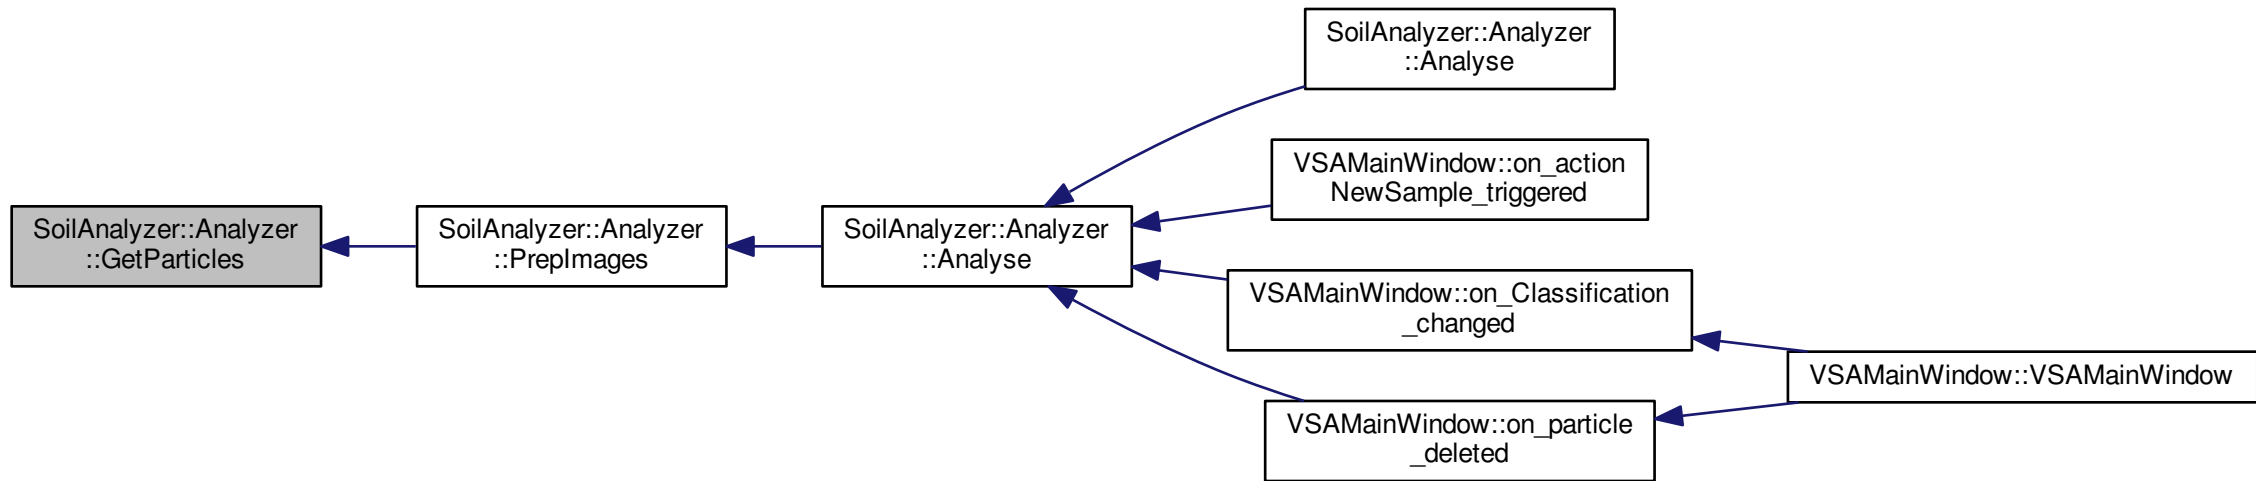 SoilAnalyzer::Analyzer
::GetParticles
SoilAnalyzer::Analyzer
::PrepImages
SoilAnalyzer::Analyzer
::Analyse
SoilAnalyzer::Analyzer
::Analyse
VSAMainWindow::on_action
NewSample_triggered
VSAMainWindow::on_Classification
_changed
VSAMainWindow::on_particle
_deleted
VSAMainWindow::VSAMainWindow